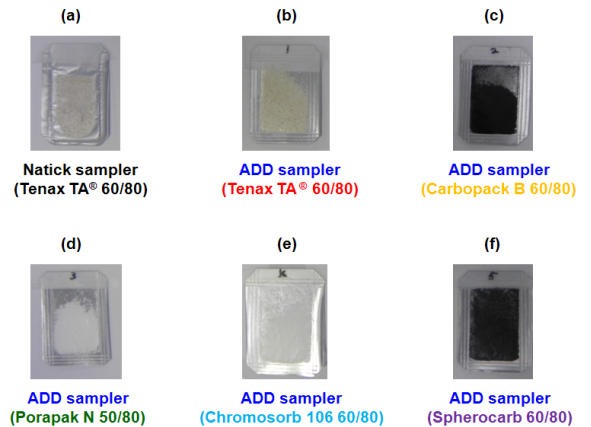 (a)
(b)
(c)
1
2
Natick sampler
(Tenax TA® 60/80)
ADD sampler
(Tenax TA® 60/80)
ADD sampler
(Carbopack B 60/80)
(d)
(e)
(f)
3
5
ADD sampler
(Porapak N 50/80)
ADD sampler
(Chromosorb 106 60/80)
ADD sampler
(Spherocarb 60/80)